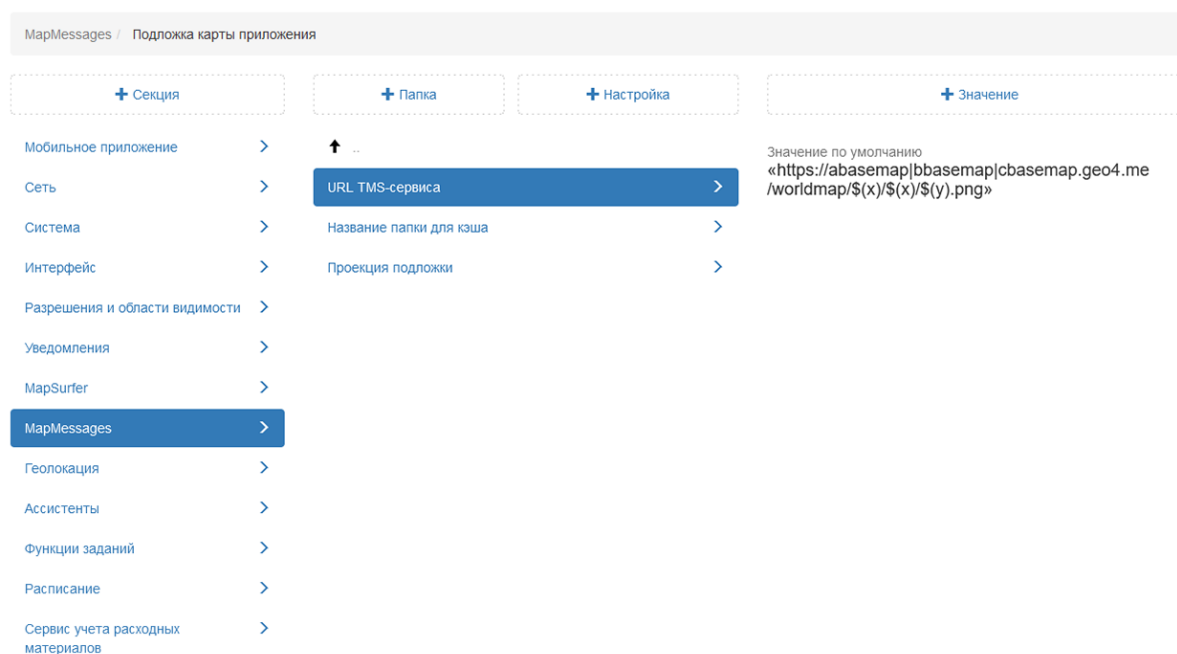 MapMessages / Подложка карты приложения
+ Секция
+ Папка
+ Настройка
+ Значение
Мобильное приложение
Сеть
Система
Интерфейс
Разрешения и области видимости
Уведомления
MapSurfer
MapMessages
Геолокация
Ассистенты
Функции заданий
Расписание
Сервис учета расходных
материалов
..
URL TMS-сервиса
Название папки для кэша
Проекция подложки
Значение по умолчанию
«https://abasemap|bbasemap|cbasemap.geo4.me
/worldmap/$(x)/$(x)/$(y).png»